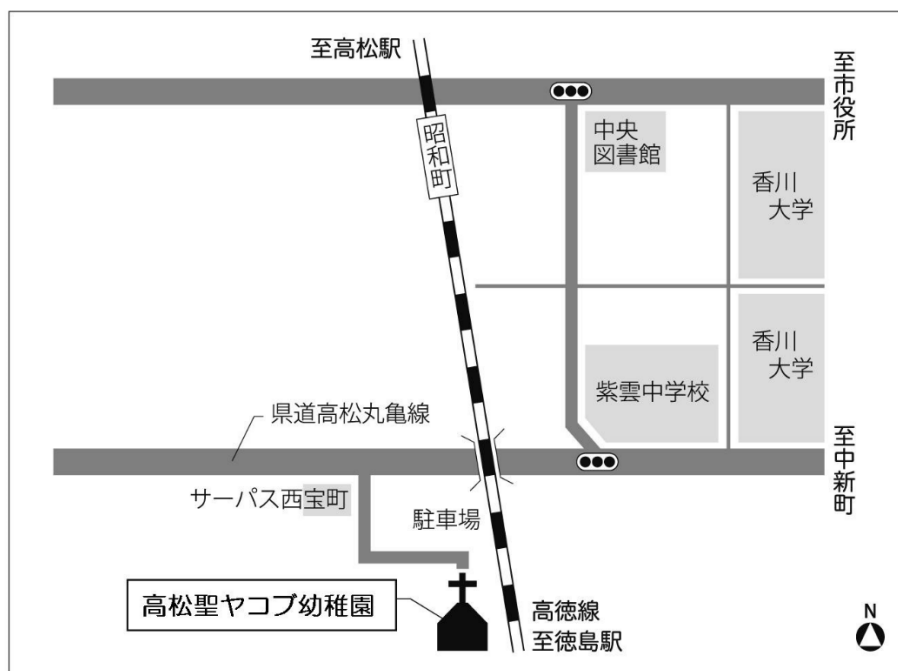 至高松駅
至市役所
昭和町
中央
図書館
香川
大学
香川
大学
紫雲中学校
県道高松丸亀線
至中新町
サーパス西宝町
駐車場
高松聖ヤコブ幼稚園
高徳線
至徳島駅
N